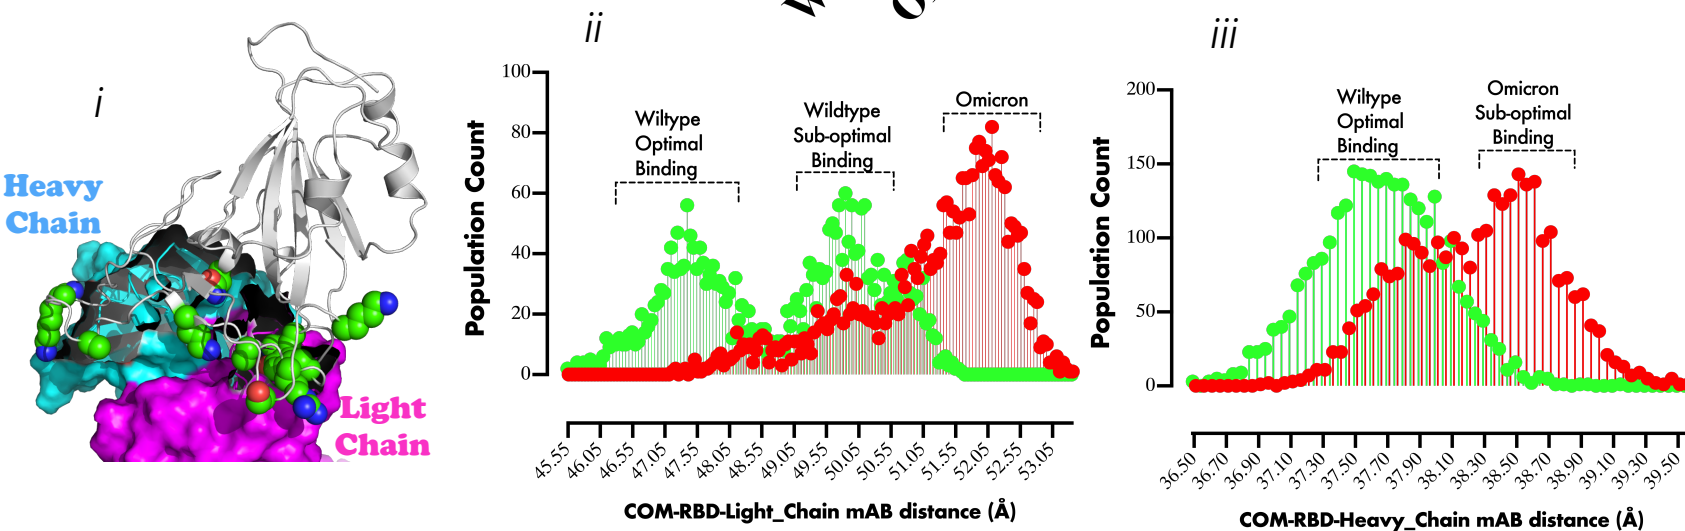 i
Heavy
Chain
Light
Chain
ii
Population Count
100
80
60
40
20
0
Wiltype
Optimal
Binding
Wildtype
Sub-optimal
Binding
Omicron
45.55
46.05
46.55
47.05
47.55
48.05
48.55
49.05
49.55
50.05
50.55
51.05
51.55
52.05
52.55
53.05
COM-RBD-Light_Chain mAB distance (Å)
iii
Population Count
200
150
100
50
0
Wiltype
Optimal
Binding
Omicron
Sub-optimal
Binding
36.50
36.70
36.90
37.10
37.30
37.50
37.70
37.90
38.10
38.30
38.50
38.70
38.90
39.10
39.30
39.50
COM-RBD-Heavy_Chain mAB distance (Å)